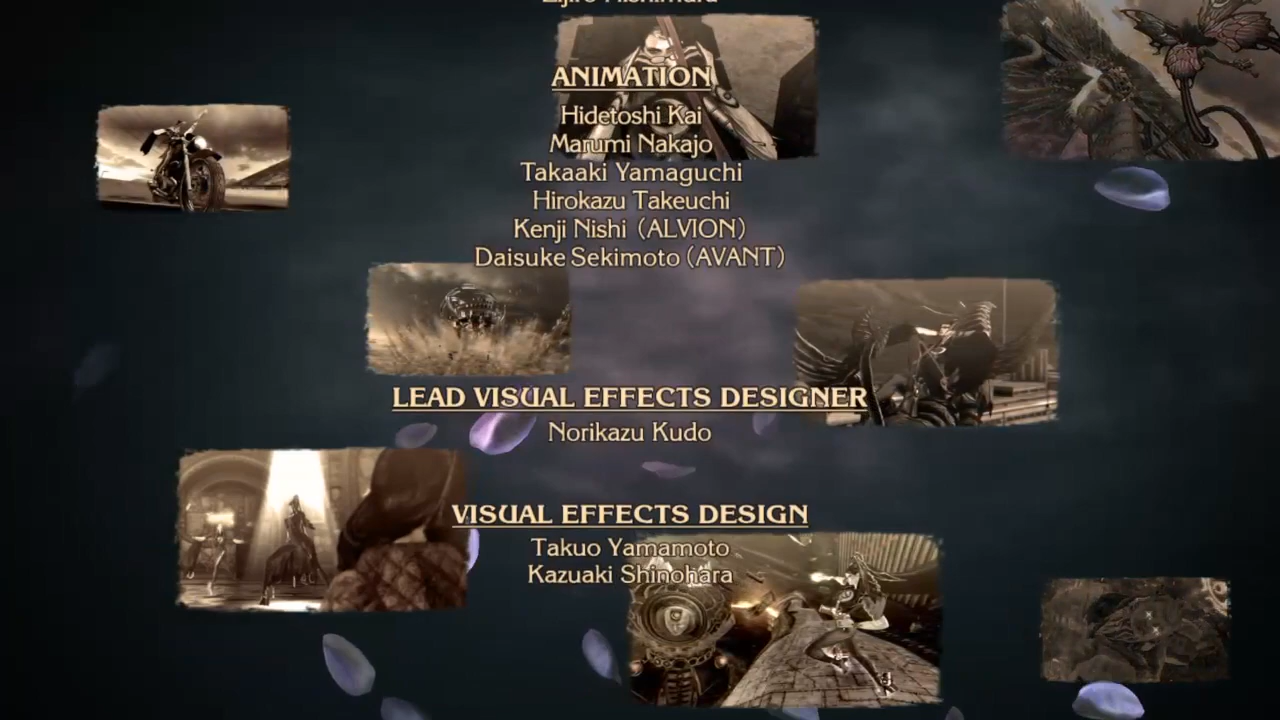 ANIMATION
Hidetoshi Kai
Marumi Nakajo
Takaaki Yamaguchi
Hirokazu Takeuchi
Kenji Nishi (ALVION)
Daisuke Sekimoto (AVANT)
LEAD VISUAL EFFECTS DESIGNER
Norikazu Kudo
VISUAL EFFECTS DESIGN
Takuo Yamamoto
Kazuaki Shinohara